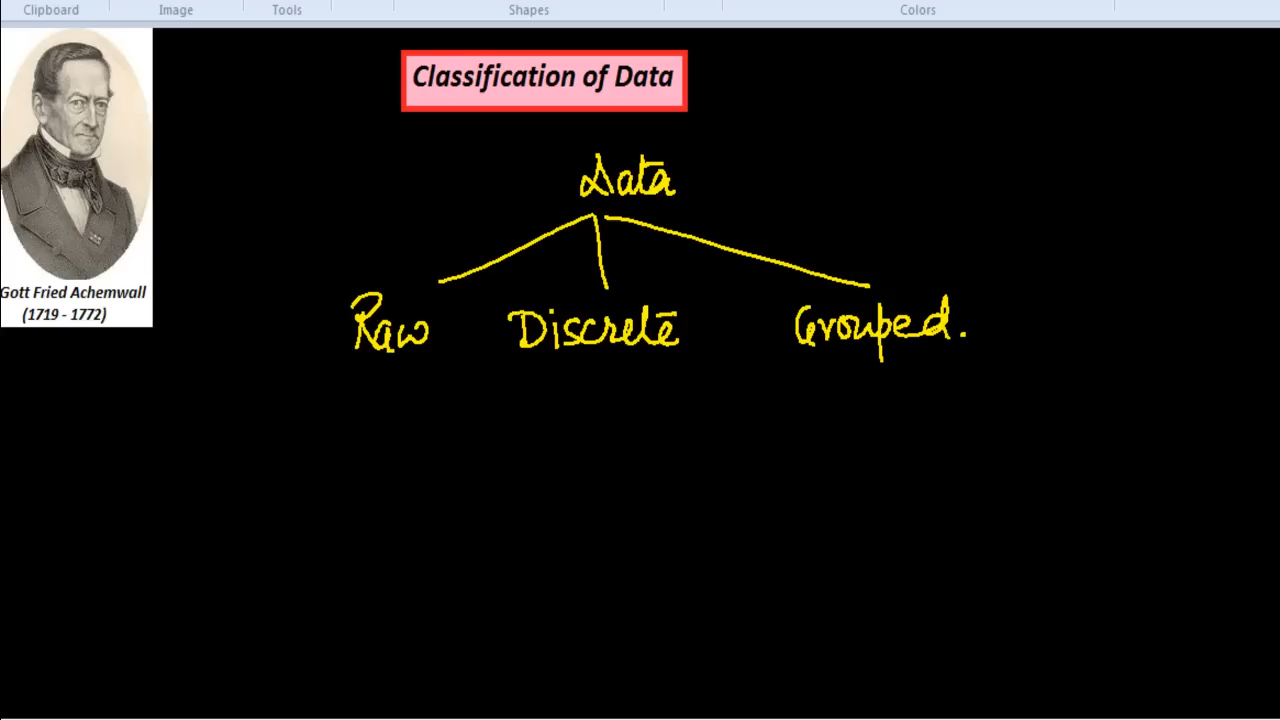 Clipboard Image Tools Shapes Colors
Classification of Data
Data
Raw Discrete Grouped.
Gott Fried Achemwall
(1719 - 1772)